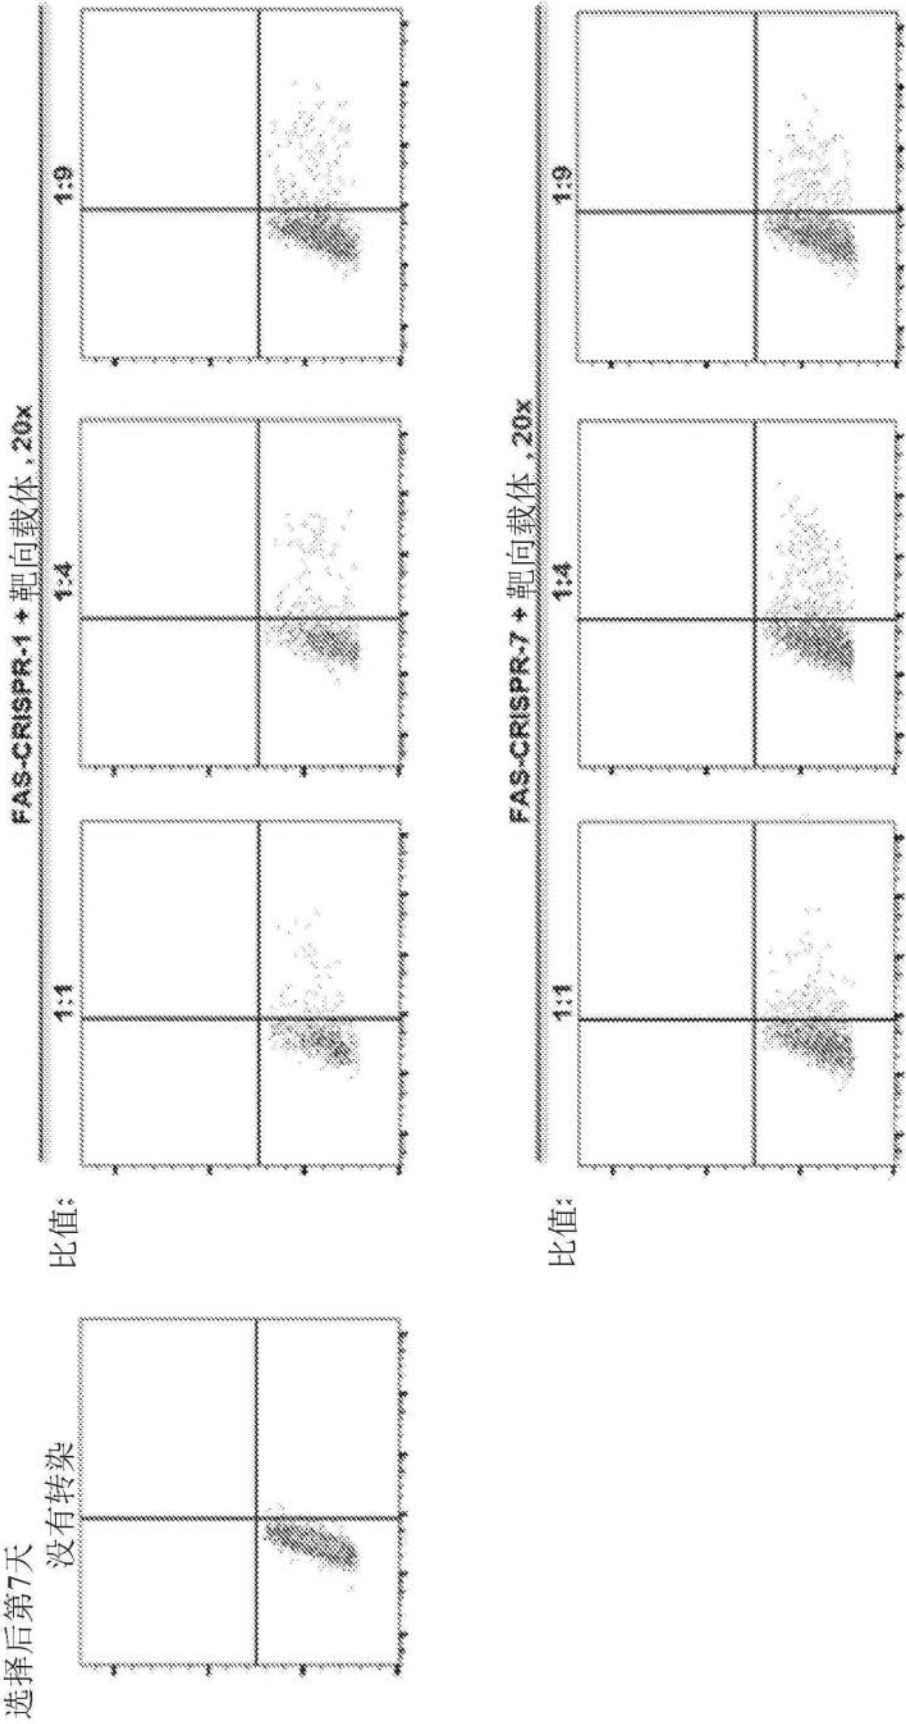 选择后第7天
没有转染
FAS-CRISPR-1 + 靶向载体 , 20x
比值: 1:1 1:4 1:9
FAS-CRISPR-7 + 靶向载体 , 20x
比值: 1:1 1:4 1:9